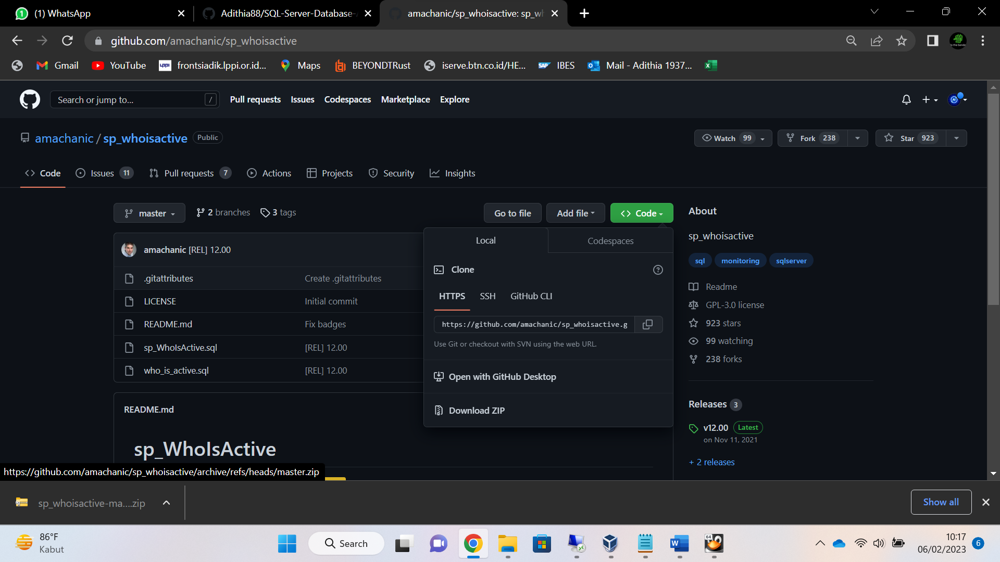 (1) WhatsApp
Adithia88/SQL-Server-Database-
amachanic/sp_whoisactive: sp_wh
github.com/amachanic/sp_whoisactive
Gmail
YouTube
frontsiadik.lppi.or.id...
Maps
BEYONDTRust
iserve.btn.co.id/HE...
IBES
Mail - Adithia 1937...
Search or jump to...
/
Pull requests
Issues
Codespaces
Marketplace
Explore
amachanic / sp_whoisactive
Public
Watch 99
Fork 238
Star 923
Code
Issues 11
Pull requests 7
Actions
Projects
Security
Insights
master
2 branches
3 tags
Go to file
Add file
Code
amachanic [REL] 12.00
.gitattributes
Create .gitattributes
LICENSE
Initial commit
README.md
Fix badges
sp_WhoIsActive.sql
[REL] 12.00
who_is_active.sql
[REL] 12.00
Local
Codespaces
Clone
HTTPS
SSH
GitHub CLI
https://github.com/amachanic/sp_whoisactive.g
Use Git or checkout with SVN using the web URL.
Open with GitHub Desktop
Download ZIP
About
sp_whoisactive
sql
monitoring
sqlserver
Readme
GPL-3.0 license
923 stars
99 watching
238 forks
Releases 3
v12.00 Latest
on Nov 11, 2021
+ 2 releases
README.md
sp_WhoIsActive
https://github.com/amachanic/sp_whoisactive/archive/refs/heads/master.zip
sp_whoisactive-ma....zip
Show all
86°F
Kabut
Search
10:17
06/02/2023
6